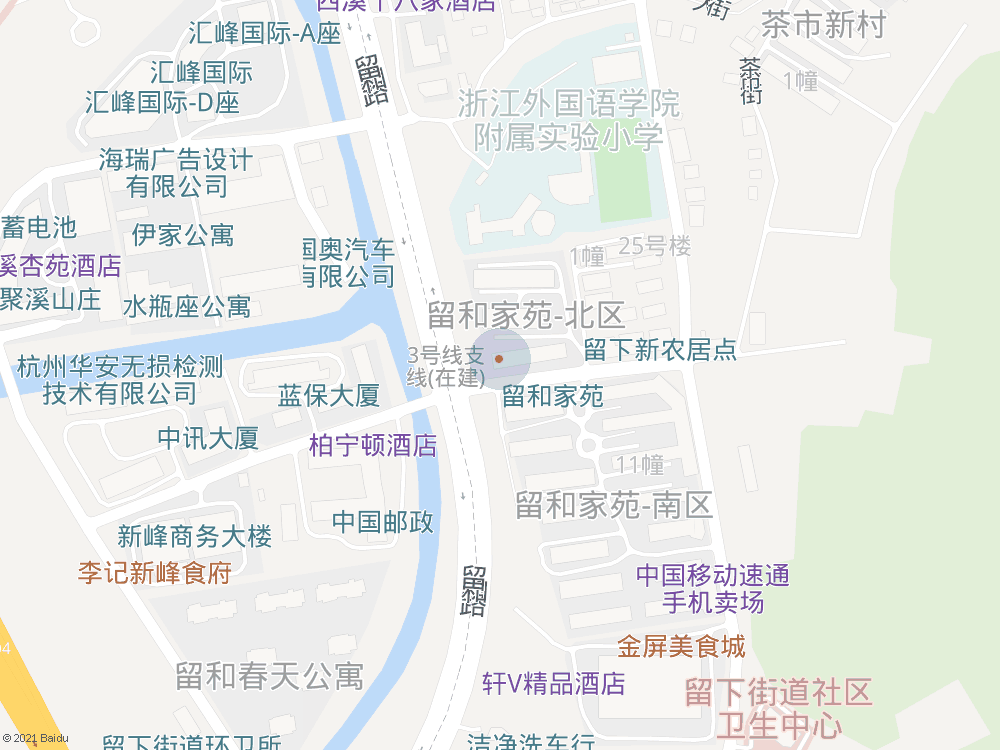 西溪十八家酒店
汇峰国际-A座
汇峰国际
汇峰国际-D座
茶市新村
1幢
茶市街
大街
浙江外国语学院
附属实验小学
海瑞广告设计
有限公司
蓄电池
伊家公寓
国奥汽车
有限公司
溪杏苑酒店
聚溪山庄
水瓶座公寓
1幢
25号楼
留和家苑-北区
3号线支
线(在建)
留下新农居点
留和家苑
杭州华安无损检测
技术有限公司
蓝保大厦
中讯大厦
柏宁顿酒店
11幢
留和家苑-南区
中国邮政
新峰商务大楼
李记新峰食府
留和路
留和路
中国移动速通
手机卖场
金屏美食城
留和春天公寓
轩V精品酒店
留下街道社区
卫生中心
留下街道环卫所
洁净洗车行
© 2021 Baidu